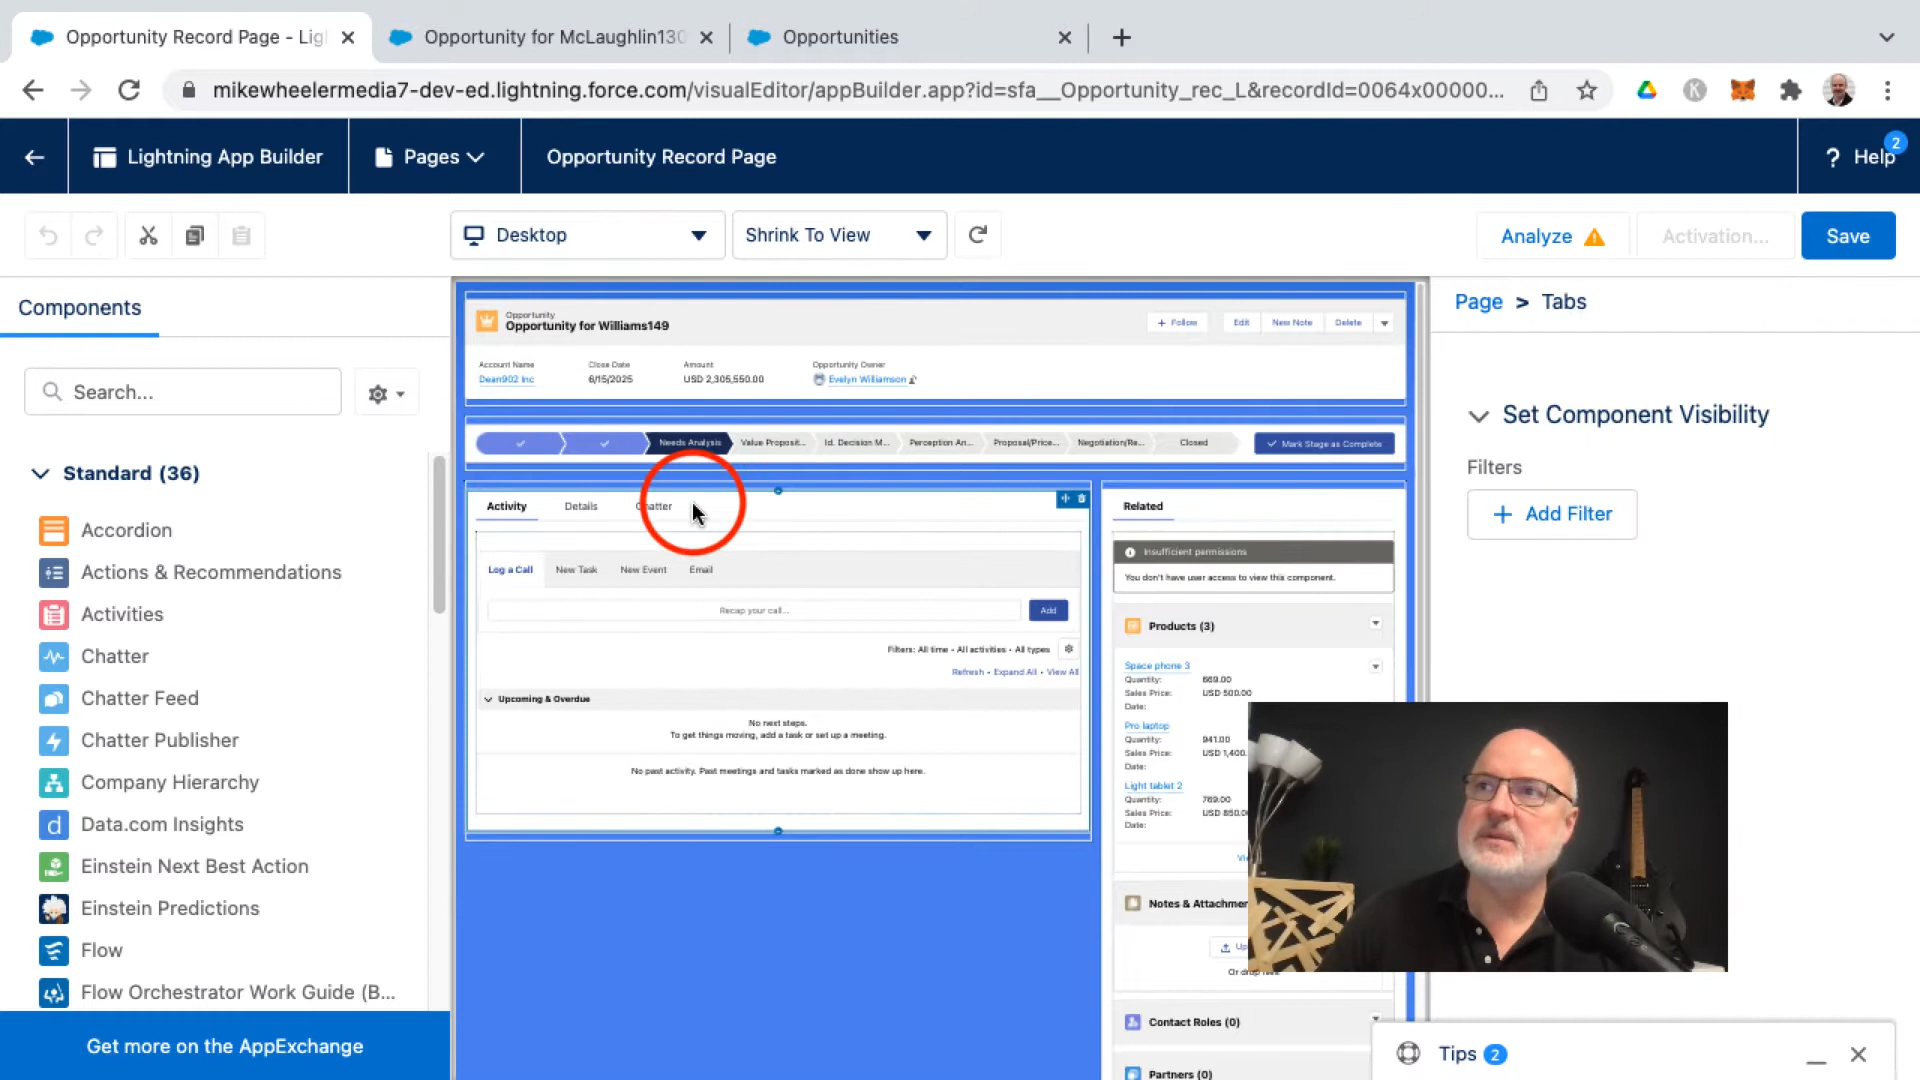 Opportunity Record Page - Lig
Opportunity for McLaughlin130
Opportunities
mikewheelermedia7-dev-ed.lightning.force.com/visualEditor/appBuilder.app?id=sfa__Opportunity_rec_L&recordId=0064x00000...
Lightning App Builder
Pages
Opportunity Record Page
? Help
2
Desktop
Shrink To View
Analyze
Activation...
Save
Components
Search...
Standard (36)
Accordion
Actions & Recommendations
Activities
Chatter
Chatter Feed
Chatter Publisher
Company Hierarchy
Data.com Insights
Einstein Next Best Action
Einstein Predictions
Flow
Flow Orchestrator Work Guide (B...
Get more on the AppExchange
Opportunity
Opportunity for Williams149
+ Follow
Edit
New Note
Delete
Account Name
Dean902 Inc
Close Date
6/15/2025
Amount
USD 2,305,550.00
Opportunity Owner
Evelyn Williamson
Needs Analysis
Value Proposit...
Id. Decision M...
Perception An...
Proposal/Price...
Negotiation/Re...
Closed
Mark Stage as Complete
Activity
Details
Chatter
Log a Call
New Task
New Event
Email
Recap your call...
Add
Filters: All time • All activities • All types
Refresh • Expand All • View All
Upcoming & Overdue
No next steps.
To get things moving, add a task or set up a meeting.
No past activity. Past meetings and tasks marked as done show up here.
Related
Insufficient permissions
You don't have user access to view this component.
Products (3)
Space phone 3
Quantity: 669.00
Sales Price: USD 500.00
Date:
Pro laptop
Quantity: 941.00
Sales Price: USD 1,400.
Date:
Light tablet 2
Quantity: 769.00
Sales Price: USD 850.0
Date:
Notes & Attachmen
Or drop files
Contact Roles (0)
Partners (0)
Page > Tabs
Set Component Visibility
Filters
+ Add Filter
Tips 2